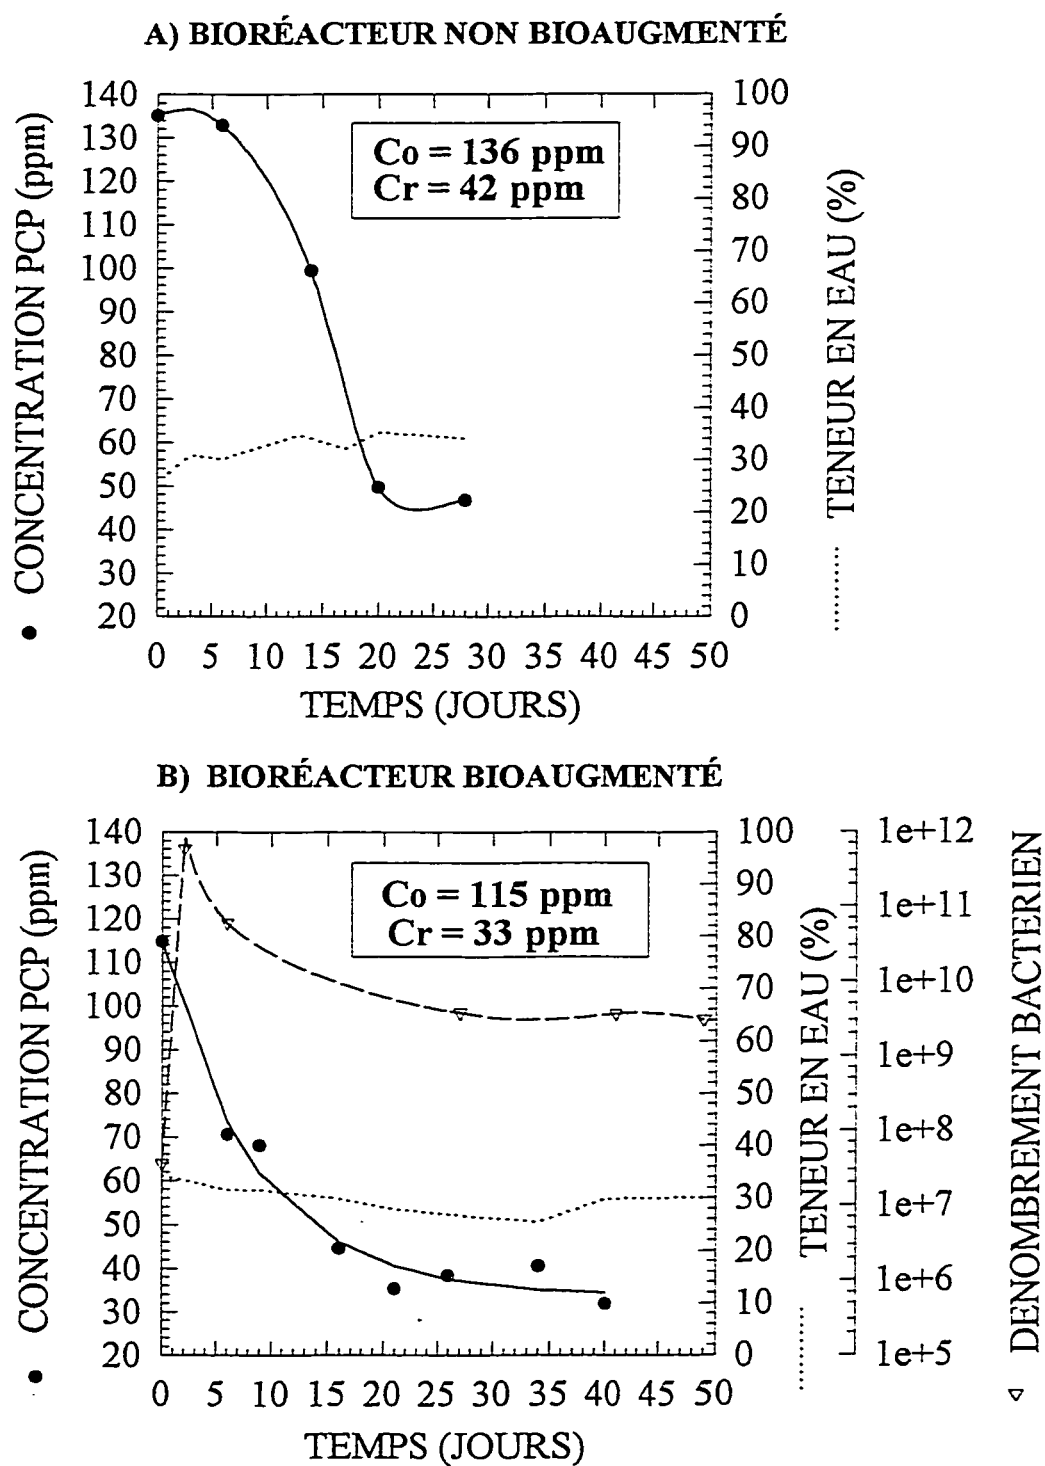 A) BIORÉACTEUR NON BIOAUGMENTÉ
CONCENTRATION PCP (ppm)
140
130
120
110
100
90
80
70
60
50
40
30
20
Co = 136 ppm
Cr = 42 ppm
100
90
80
70
60
50
40
30
20
10
0
TENEUR EN EAU (%)
0 5 10 15 20 25 30 35 40 45 50
TEMPS (JOURS)
B) BIORÉACTEUR BIOAUGMENTÉ
CONCENTRATION PCP (ppm)
140
130
120
110
100
90
80
70
60
50
40
30
20
Co = 115 ppm
Cr = 33 ppm
100
90
80
70
60
50
40
30
20
10
0
TENEUR EN EAU (%)
1e+12
1e+11
1e+10
1e+9
1e+8
1e+7
1e+6
1e+5
DENOMBREMENT BACTERIEN
0 5 10 15 20 25 30 35 40 45 50
TEMPS (JOURS)